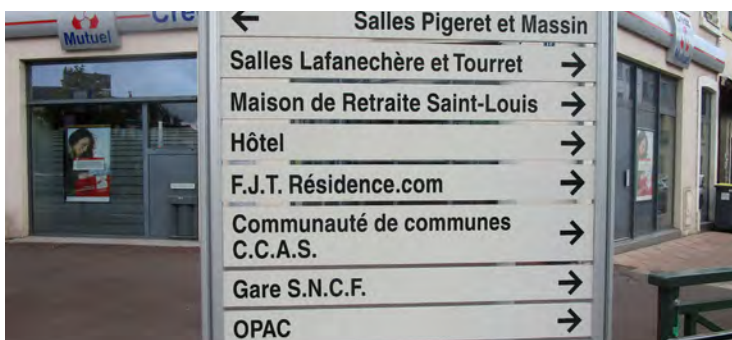 Mutuel
Cré
← Salles Pigeret et Massin
Salles Lafanechère et Tourret →
Maison de Retraite Saint-Louis →
Hôtel →
F.J.T. Résidence.com →
Communauté de communes
C.C.A.S. →
Gare S.N.C.F. →
OPAC →